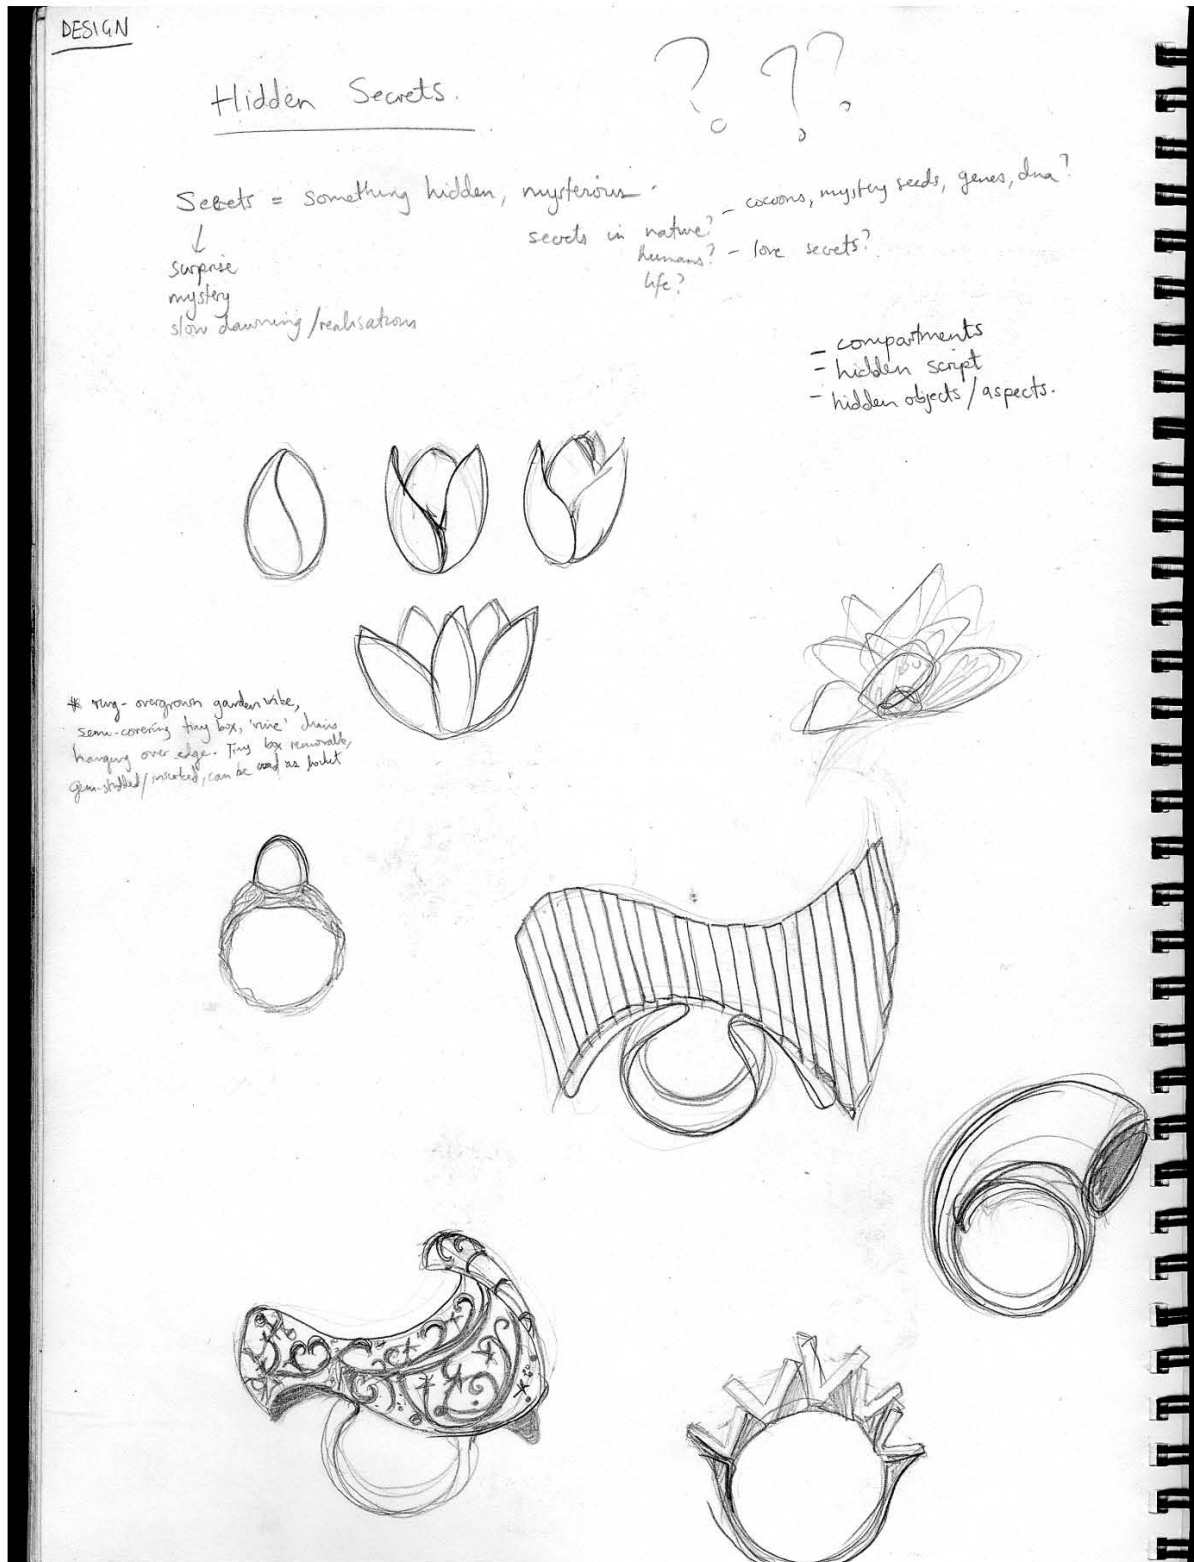 DESIGN
Hidden Secrets.
? ? ?
Secrets = something hidden, mysterious.
↓
surprise
mystery
slow dawning/realisations
secrets in nature? - cocoons, mystery seeds, genes, dna?
humans? - love secrets?
life?
- compartments
- hidden script
- hidden objects/aspects.
* ring - overgrown garden vibe,
semi-covering tiny box, 'vine' chains
hanging over edge. Tiny box removable,
gem-studded/inscribed, can be used as locket